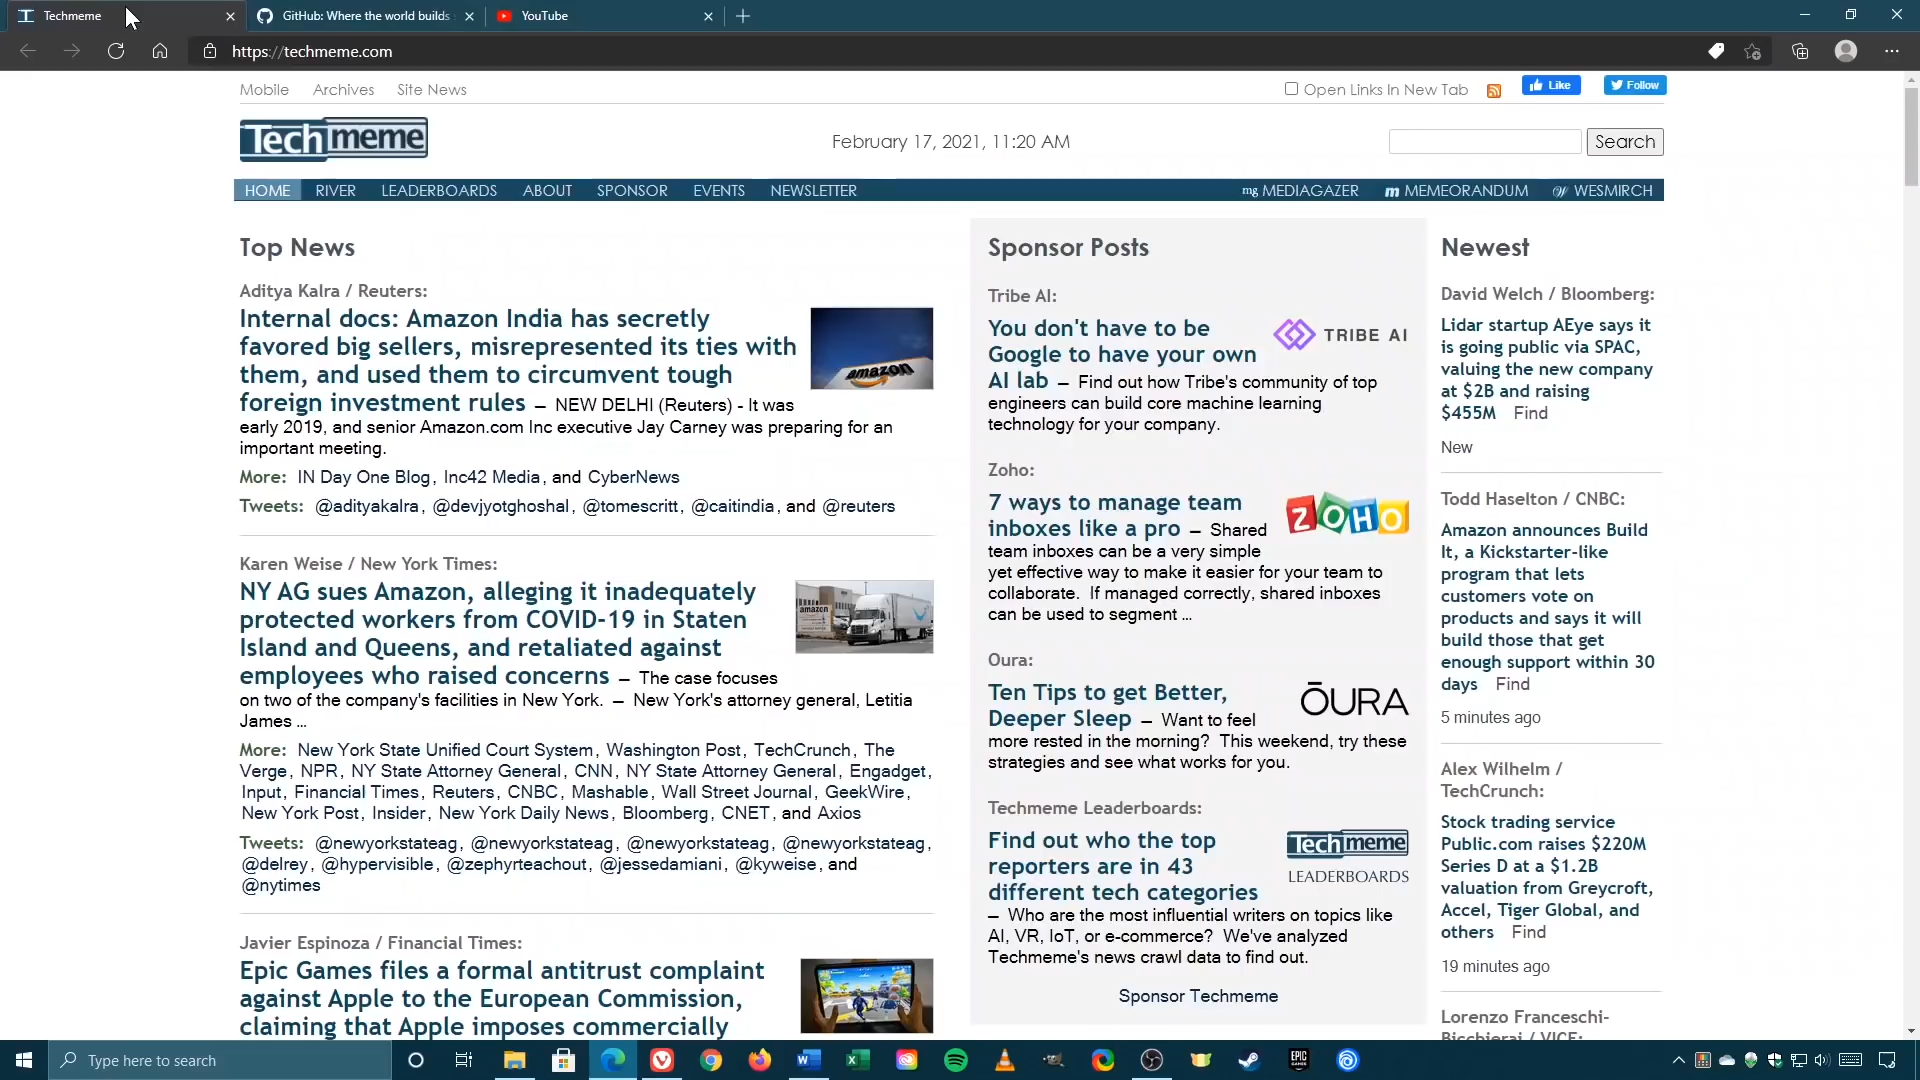 Techmeme
GitHub: Where the world builds
YouTube
https://techmeme.com
Mobile Archives Site News
Open Links In New Tab
Like
Follow
Techmeme
February 17, 2021, 11:20 AM
Search
HOME RIVER LEADERBOARDS ABOUT SPONSOR EVENTS NEWSLETTER
mg MEDIAGAZER m MEMEORANDUM W WESMIRCH
Top News
Aditya Kalra / Reuters:
Internal docs: Amazon India has secretly
favored big sellers, misrepresented its ties with
them, and used them to circumvent tough
foreign investment rules — NEW DELHI (Reuters) - It was
early 2019, and senior Amazon.com Inc executive Jay Carney was preparing for an
important meeting.
amazon
More: IN Day One Blog, Inc42 Media, and CyberNews
Tweets: @adityakalra, @devjyotghoshal, @tomescritt, @caitindia, and @reuters
Karen Weise / New York Times:
NY AG sues Amazon, alleging it inadequately
protected workers from COVID-19 in Staten
Island and Queens, and retaliated against
employees who raised concerns — The case focuses
on two of the company's facilities in New York. — New York's attorney general, Letitia
James ...
amazon
More: New York State Unified Court System, Washington Post, TechCrunch, The
Verge, NPR, NY State Attorney General, CNN, NY State Attorney General, Engadget,
Input, Financial Times, Reuters, CNBC, Mashable, Wall Street Journal, GeekWire,
New York Post, Insider, New York Daily News, Bloomberg, CNET, and Axios
Tweets: @newyorkstateag, @newyorkstateag, @newyorkstateag, @newyorkstateag,
@delrey, @hypervisible, @zephyrteachout, @jessedamiani, @kyweise, and
@nytimes
Javier Espinoza / Financial Times:
Epic Games files a formal antitrust complaint
against Apple to the European Commission,
claiming that Apple imposes commercially
Sponsor Posts
Tribe AI:
You don't have to be
Google to have your own
AI lab — Find out how Tribe's community of top
engineers can build core machine learning
technology for your company.
TRIBE AI
Zoho:
7 ways to manage team
inboxes like a pro — Shared
team inboxes can be a very simple
yet effective way to make it easier for your team to
collaborate. If managed correctly, shared inboxes
can be used to segment ...
ZOHO
Oura:
Ten Tips to get Better,
Deeper Sleep — Want to feel
more rested in the morning? This weekend, try these
strategies and see what works for you.
ŌURA
Techmeme Leaderboards:
Find out who the top
reporters are in 43
different tech categories
— Who are the most influential writers on topics like
AI, VR, IoT, or e-commerce? We've analyzed
Techmeme's news crawl data to find out.
Techmeme
LEADERBOARDS
Sponsor Techmeme
Newest
David Welch / Bloomberg:
Lidar startup AEye says it
is going public via SPAC,
valuing the new company
at $2B and raising
$455M Find
New
Todd Haselton / CNBC:
Amazon announces Build
It, a Kickstarter-like
program that lets
customers vote on
products and says it will
build those that get
enough support within 30
days Find
5 minutes ago
Alex Wilhelm /
TechCrunch:
Stock trading service
Public.com raises $220M
Series D at a $1.2B
valuation from Greycroft,
Accel, Tiger Global, and
others Find
19 minutes ago
Lorenzo Franceschi-
Bicchierai / VICE:
Type here to search
EPIC
GAMES